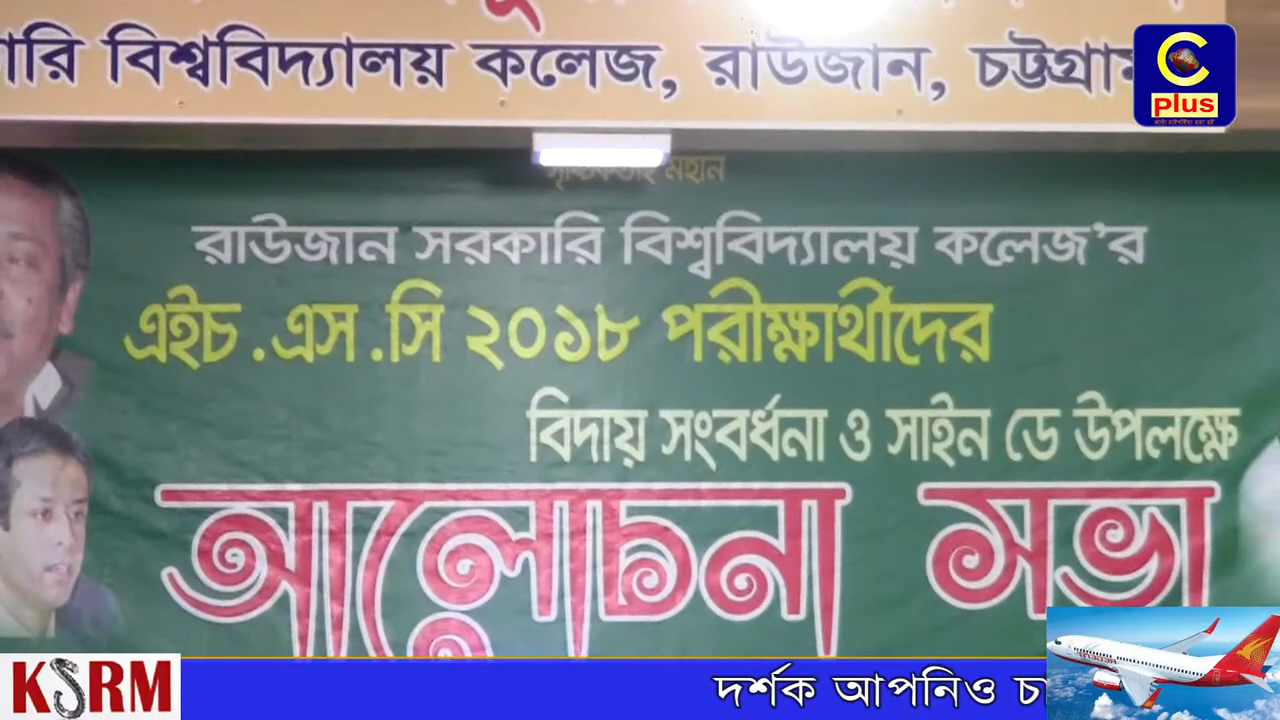 বিশ্ববিদ্যালয় কলেজ, রাউজান, চট্টগ্রাম
C
plus
মহান
রাউজান সরকারি বিশ্ববিদ্যালয় কলেজ'র
এইচ.এস.সি ২০১৮ পরীক্ষার্থীদের
বিদায় সংবর্ধনা ও সাইন ডে উপলক্ষে
আলোচনা সভা
KSRM
দর্শক আপনিও